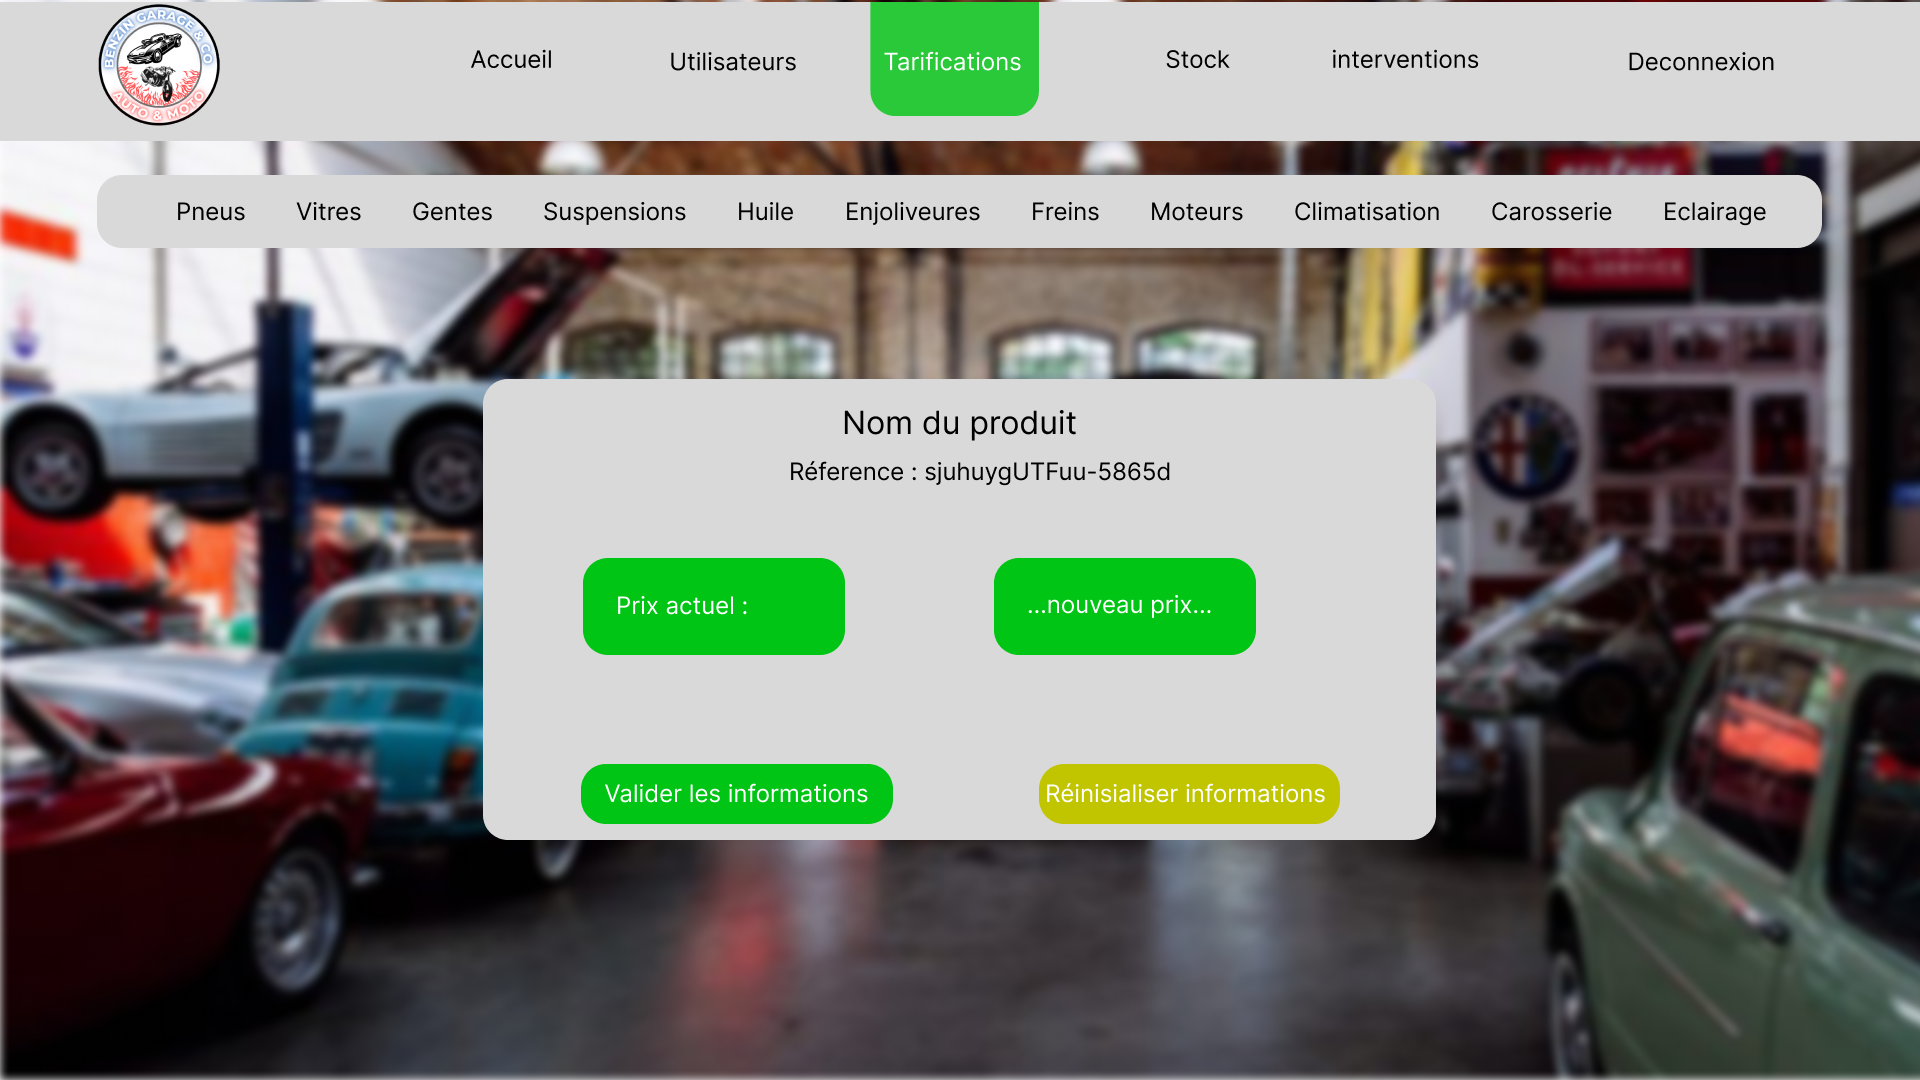 BENZIN GARAGE & CO
AUTO & MOTO
Accueil
Utilisateurs
Tarifications
Stock
interventions
Deconnexion
Pneus
Vitres
Gentes
Suspensions
Huile
Enjoliveures
Freins
Moteurs
Climatisation
Carosserie
Eclairage
Nom du produit
Réference : sjuhuygUTFuu-5865d
Prix actuel :
...nouveau prix...
Valider les informations
Réinisialiser informations